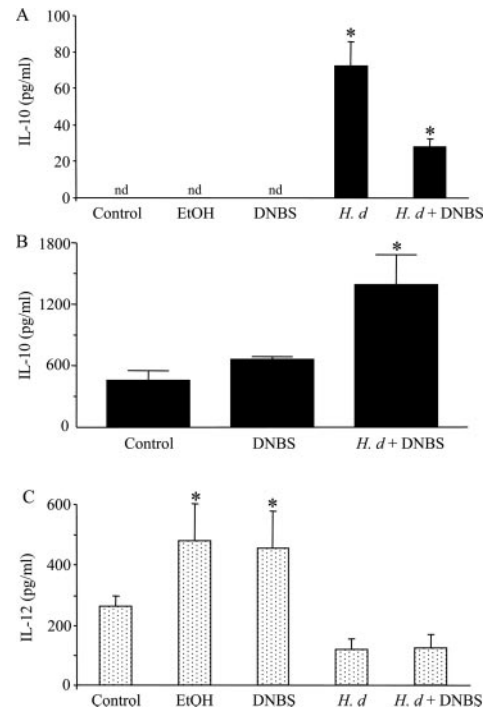 A
100
80
60
40
20
0
IL-10 (pg/ml)
nd nd nd * *
Control EtOH DNBS H. d H. d + DNBS
B
1800
1200
600
0
IL-10 (pg/ml)
*
Control DNBS H. d + DNBS
C
600
400
200
0
IL-12 (pg/ml)
* *
Control EtOH DNBS H. d H. d + DNBS